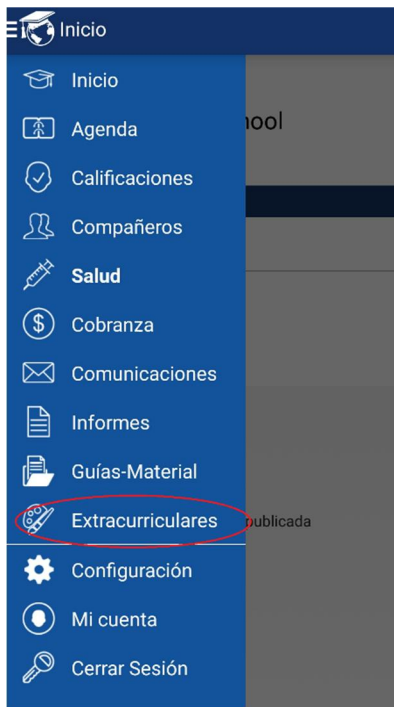 Inicio
Inicio
Agenda
hool
Calificaciones
Compañeros
Salud
Cobranza
Comunicaciones
Informes
Guías-Material
Extracurriculares
publicada
Configuración
Mi cuenta
Cerrar Sesión